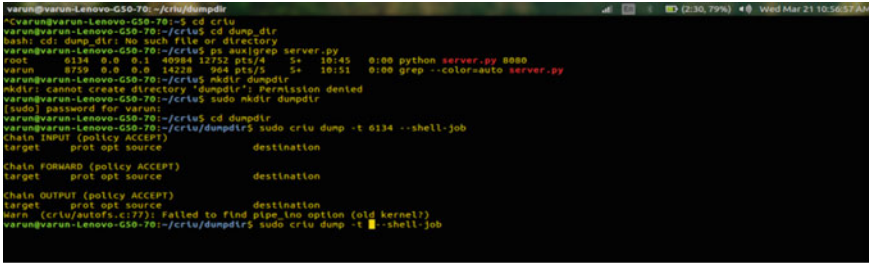 varun@varun-Lenovo-G50-70: ~/criu/dumpdir En (2:30, 79%) Wed Mar 21 10:56:57 AM
^Cvarun@varun-Lenovo-G50-70:~$ cd criu
varun@varun-Lenovo-G50-70:~/criu$ cd dump_dir
bash: cd: dump_dir: No such file or directory
varun@varun-Lenovo-G50-70:~/criu$ ps aux|grep server.py
root 6134 0.0 0.1 40984 12752 pts/4 S+ 10:45 0:00 python server.py 8080
varun 8759 0.0 0.0 14228 964 pts/5 S+ 10:51 0:00 grep --color=auto server.py
varun@varun-Lenovo-G50-70:~/criu$ mkdir dumpdir
mkdir: cannot create directory 'dumpdir': Permission denied
varun@varun-Lenovo-G50-70:~/criu$ sudo mkdir dumpdir
[sudo] password for varun:
varun@varun-Lenovo-G50-70:~/criu$ cd dumpdir
varun@varun-Lenovo-G50-70:~/criu/dumpdir$ sudo criu dump -t 6134 --shell-job
Chain INPUT (policy ACCEPT)
target prot opt source destination
Chain FORWARD (policy ACCEPT)
target prot opt source destination
Chain OUTPUT (policy ACCEPT)
target prot opt source destination
Warn (criu/autofs.c:77): Failed to find pipe_ino option (old kernel?)
varun@varun-Lenovo-G50-70:~/criu/dumpdir$ sudo criu dump -t --shell-job